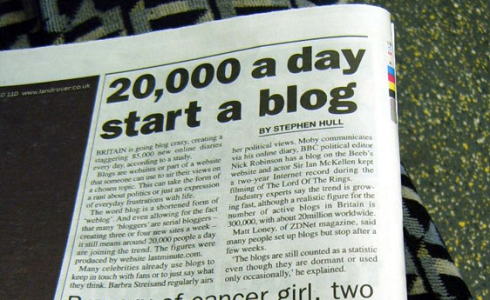 0 110 www.landrover.co.uk
20,000 a day
start a blog
BY STEPHEN HULL
BRITAIN is going blog crazy, creating a
staggering 85,000 new online diaries
every day, according to a study.
Blogs are websites or part of a website
that someone can use to air their views on
a chosen topic. This can take the form of
a rant about politics or just an expression
of everyday frustrations with life.
The word blog is a shortened form of
'weblog'. And even allowing for the fact
that many 'bloggers' are serial bloggers –
creating three or four new sites a week –
it still means around 20,000 people a day
are joining the trend. The figures were
produced by website lastminute.com.
Many celebrities already use blogs to
keep in touch with fans or to just say what
they think. Barbra Streisand regularly airs
her political views. Moby communicates
via his online diary, BBC political editor
Nick Robinson has a blog on the Beeb's
website and actor Sir Ian McKellen kept
a two-year Internet record during the
filming of The Lord Of The Rings.
Industry experts say the trend is grow-
ing fast, although a realistic figure for the
number of active blogs in Britain is
300,000, with about 20million worldwide.
Matt Loney, of ZDNet magazine, said
many people set up blogs but stop after a
few weeks.
'The blogs are still counted as a statistic
even though they are dormant or used
only occasionally,' he explained.
of cancer girl, two